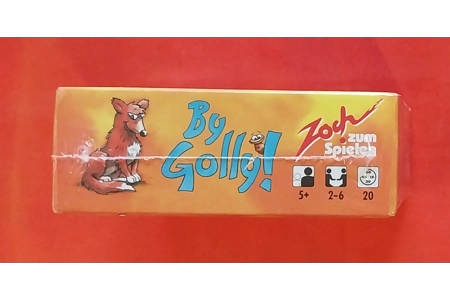 By
Golly!
Zoch
zum
Spielen
5+
2-6
20